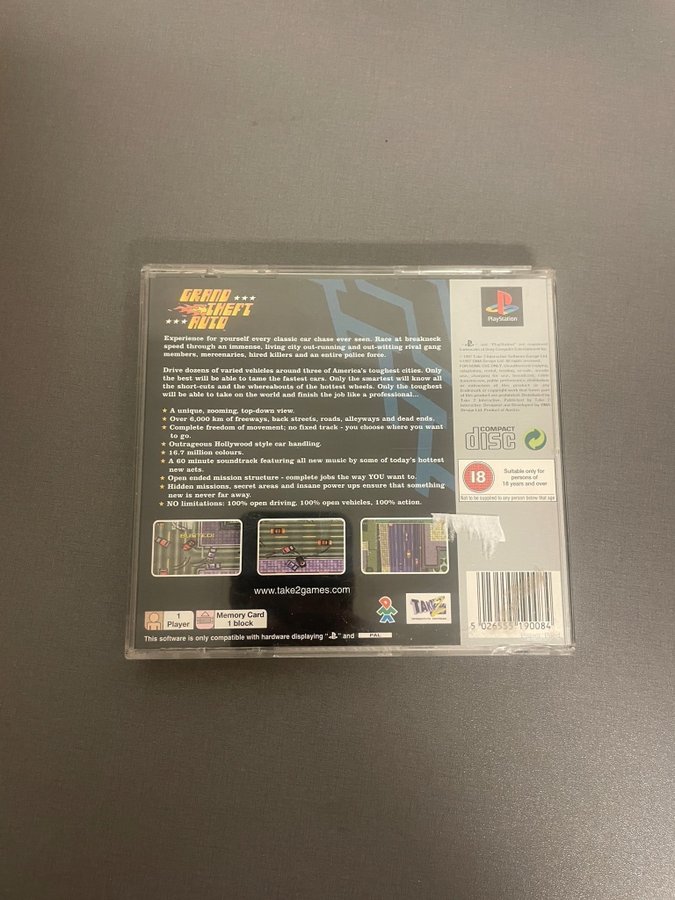 GRAND
THEFT
AUTO
Experience for yourself every classic car chase ever seen. Race at breakneck
speed through an immense, living city out-running and out-witting rival gang
members, mercenaries, hired killers and an entire police force.
Drive dozens of varied vehicles around three of America's toughest cities. Only
the best will be able to tame the fastest cars. Only the smartest will know all
the short-cuts and the whereabouts of the hottest wheels. Only the toughest
will be able to take on the world and finish the job like a professional...
A unique, zooming, top-down view.
Over 6,000 km of freeways, back streets, roads, alleyways and dead ends.
Complete freedom of movement; no fixed track - you choose where you want
to go.
Outrageous Hollywood style car handling.
16.7 million colours.
A 60 minute soundtrack featuring all new music by some of today's hottest
new acts.
Open ended mission structure - complete jobs the way YOU want to.
Hidden missions, secret areas and insane power ups ensure that something
new is never far away.
NO limitations: 100% open driving, 100% open vehicles, 100% action.
BUSTED!
www.take2games.com
1
Player
Memory Card
1 block
TAKE 2
This software is only compatible with hardware displaying " " and PAL
PlayStation
COMPACT
disc
18
Suitable only for
persons of
18 years and over
Not to be supplied to any person below that age
5 026555 190084